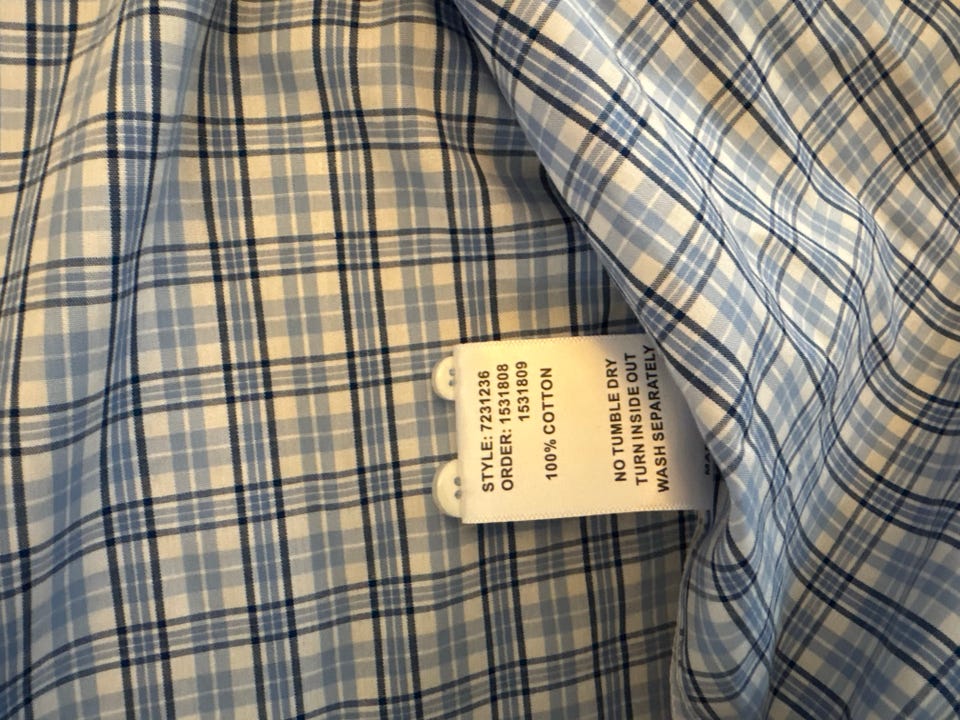 STYLE: 7231236
ORDER: 1531808
1531809
100% COTTON
NO TUMBLE DRY
TURN INSIDE OUT
WASH SEPARATELY